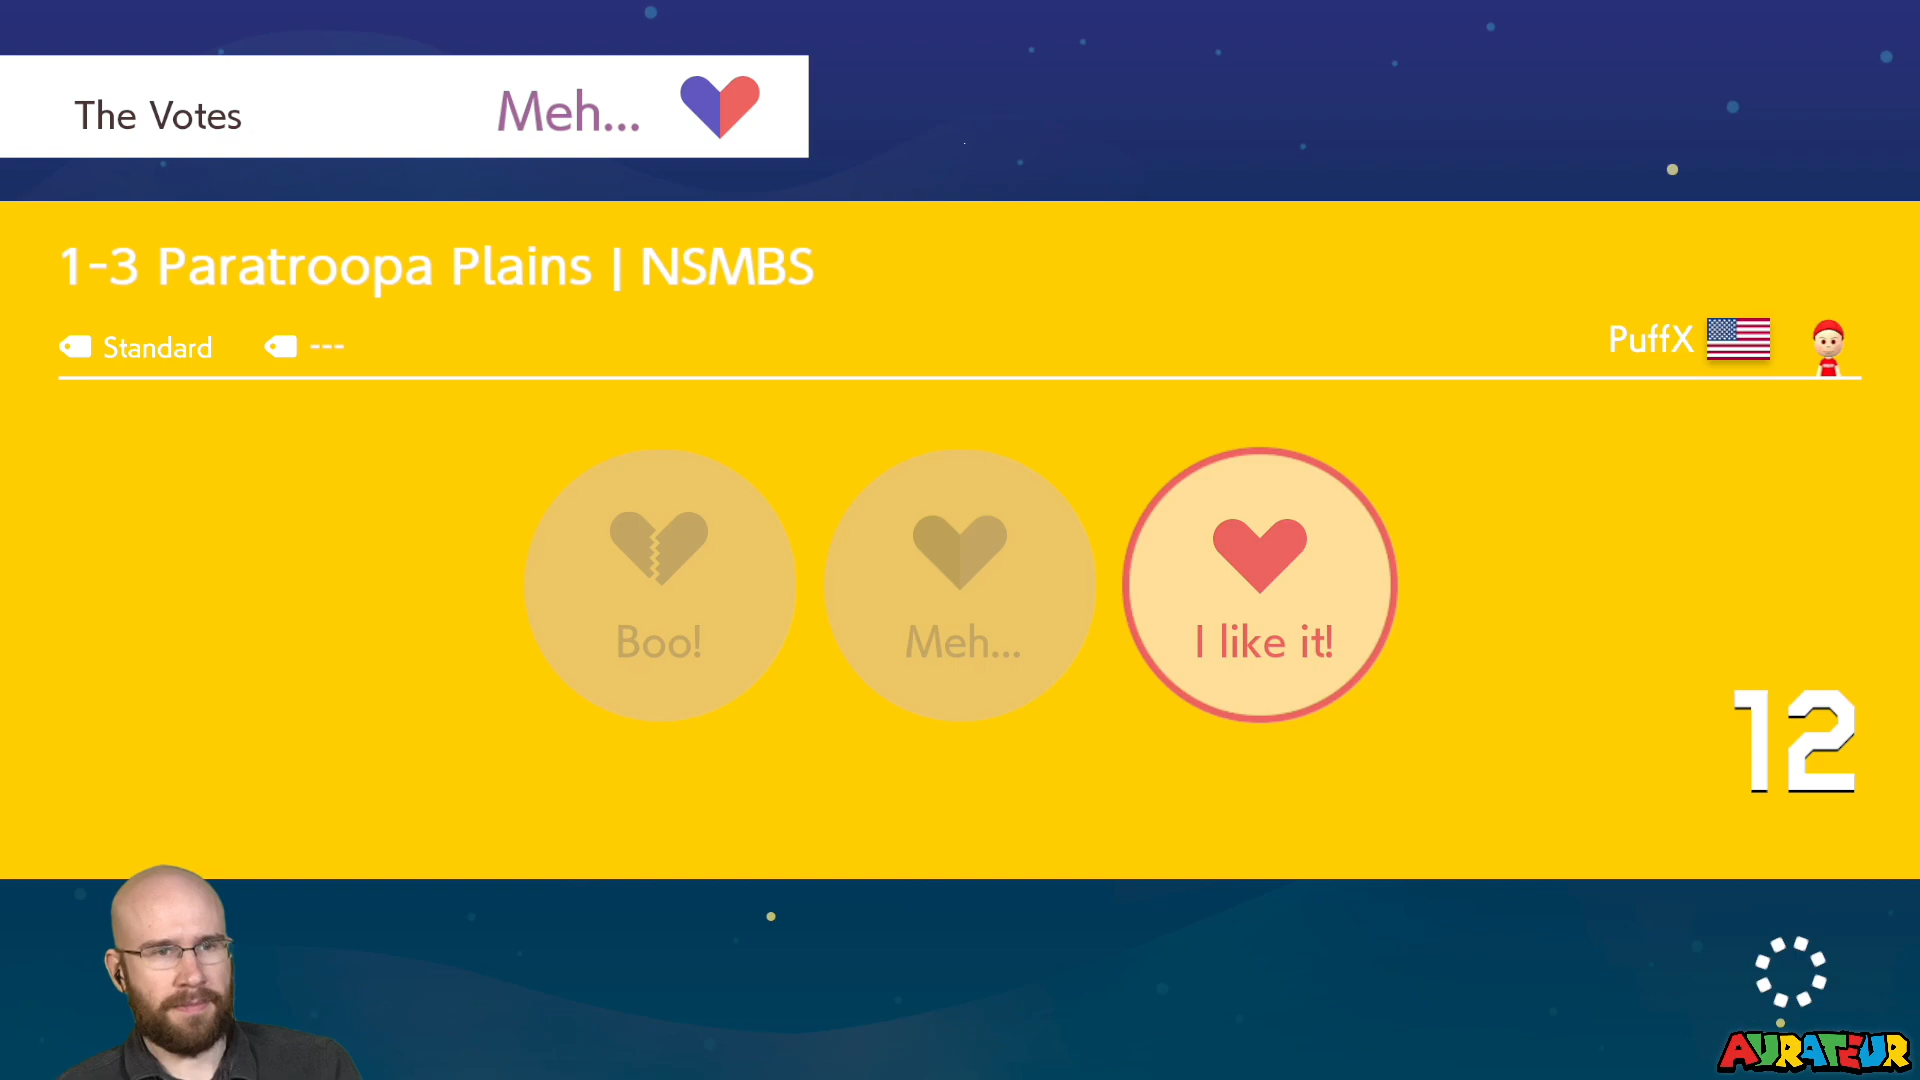 The Votes
Meh...
1-3 Paratroopa Plains | NSMBS
Standard
---
PuffX
Boo!
Meh...
I like it!
12
AURATEUR